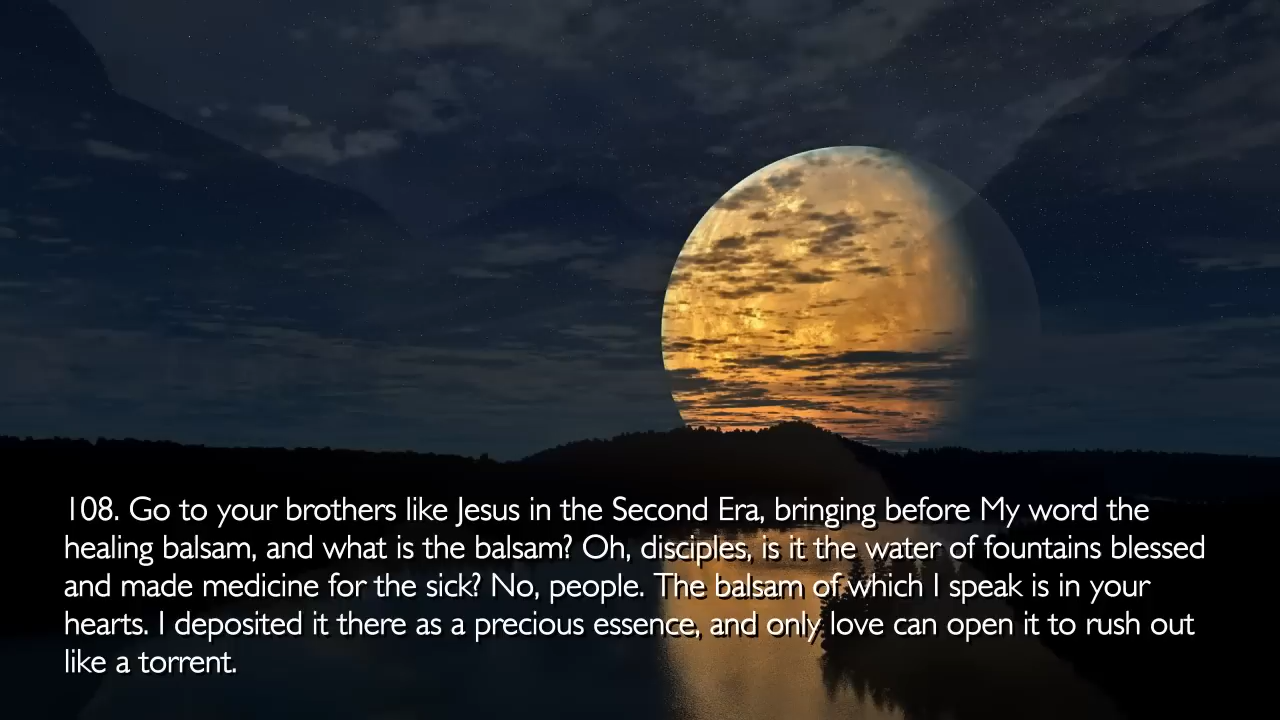 108. Go to your brothers like Jesus in the Second Era, bringing before My word the
healing balsam, and what is the balsam? Oh, disciples, is it the water of fountains blessed
and made medicine for the sick? No, people. The balsam of which I speak is in your
hearts. I deposited it there as a precious essence, and only love can open it to rush out
like a torrent.